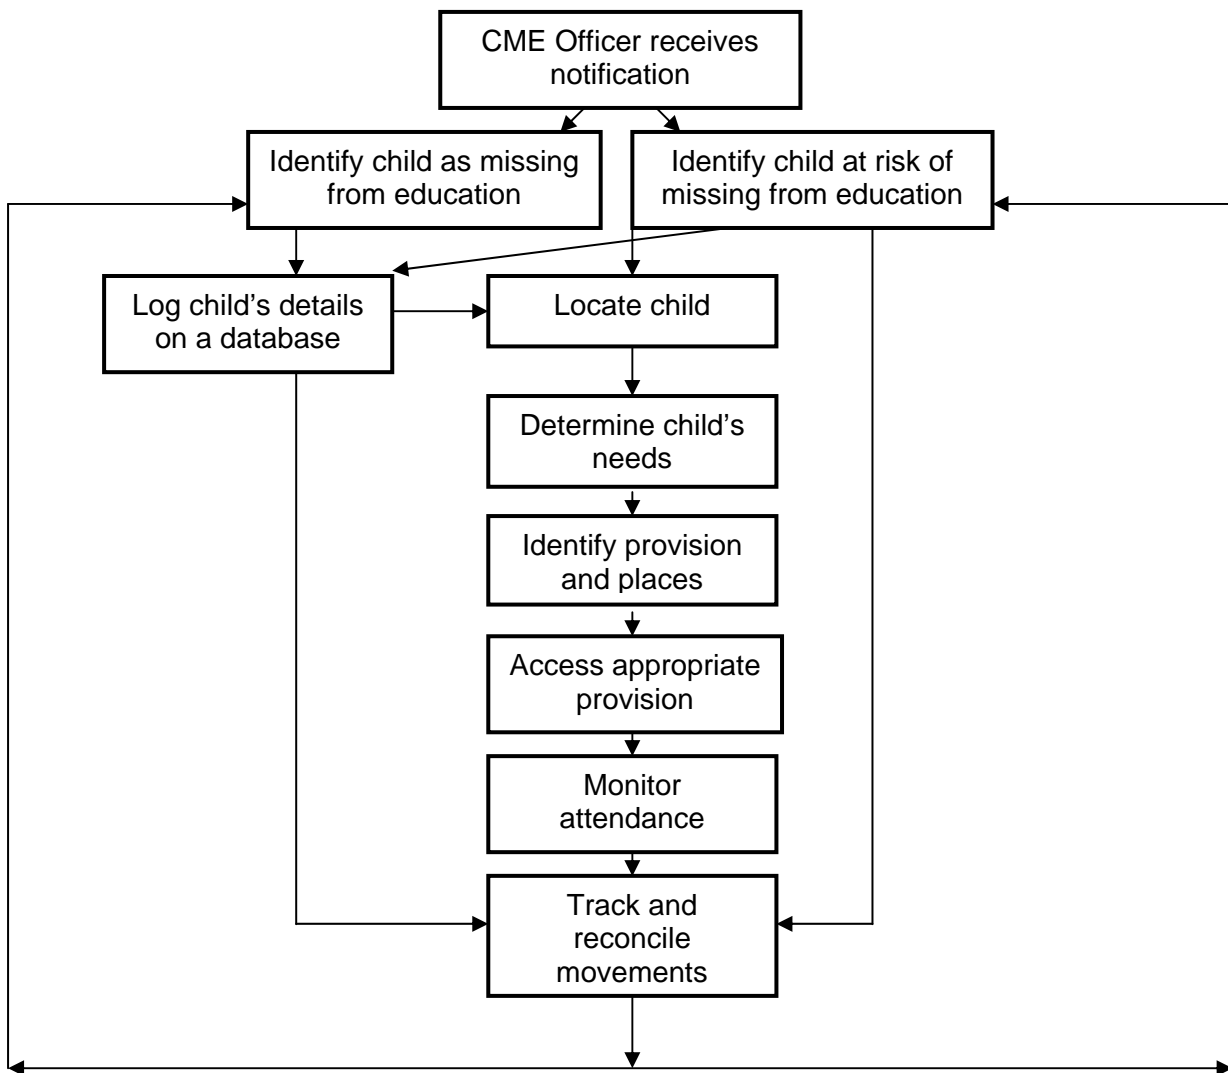 CME Officer receives
notification
Identify child as missing
from education
Identify child at risk of
missing from education
Log child’s details
on a database
Locate child
Determine child’s
needs
Identify provision
and places
Access appropriate
provision
Monitor
attendance
Track and
reconcile
movements